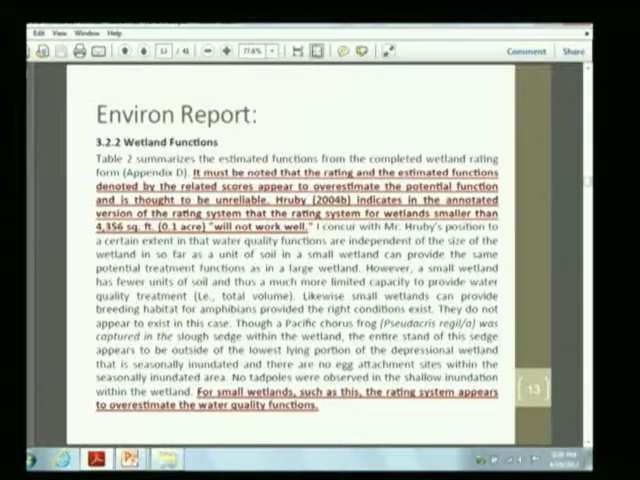 Edit View Window Help
13 / 43
77.8%
Comment Share
Environ Report:
3.2.2 Wetland Functions
Table 2 summarizes the estimated functions from the completed wetland rating
form (Appendix D). It must be noted that the rating and the estimated functions
denoted by the related scores appear to overestimate the potential function
and is thought to be unreliable. Hruby (2004b) indicates in the annotated
version of the rating system that the rating system for wetlands smaller than
4,356 sq. ft. (0.1 acre) "will not work well." I concur with Mr. Hruby's position to
a certain extent in that water quality functions are independent of the size of the
wetland in so far as a unit of soil in a small wetland can provide the same
potential treatment functions as in a large wetland. However, a small wetland
has fewer units of soil and thus a much more limited capacity to provide water
quality treatment (i.e., total volume). Likewise small wetlands can provide
breeding habitat for amphibians provided the right conditions exist. They do not
appear to exist in this case. Though a Pacific chorus frog (Pseudacris regil/a) was
captured in the slough sedge within the wetland, the entire stand of this sedge
appears to be outside of the lowest lying portion of the depressional wetland
that is seasonally inundated and there are no egg attachment sites within the
seasonally inundated area. No tadpoles were observed in the shallow inundation
within the wetland. For small wetlands, such as this, the rating system appears
to overestimate the water quality functions.
13